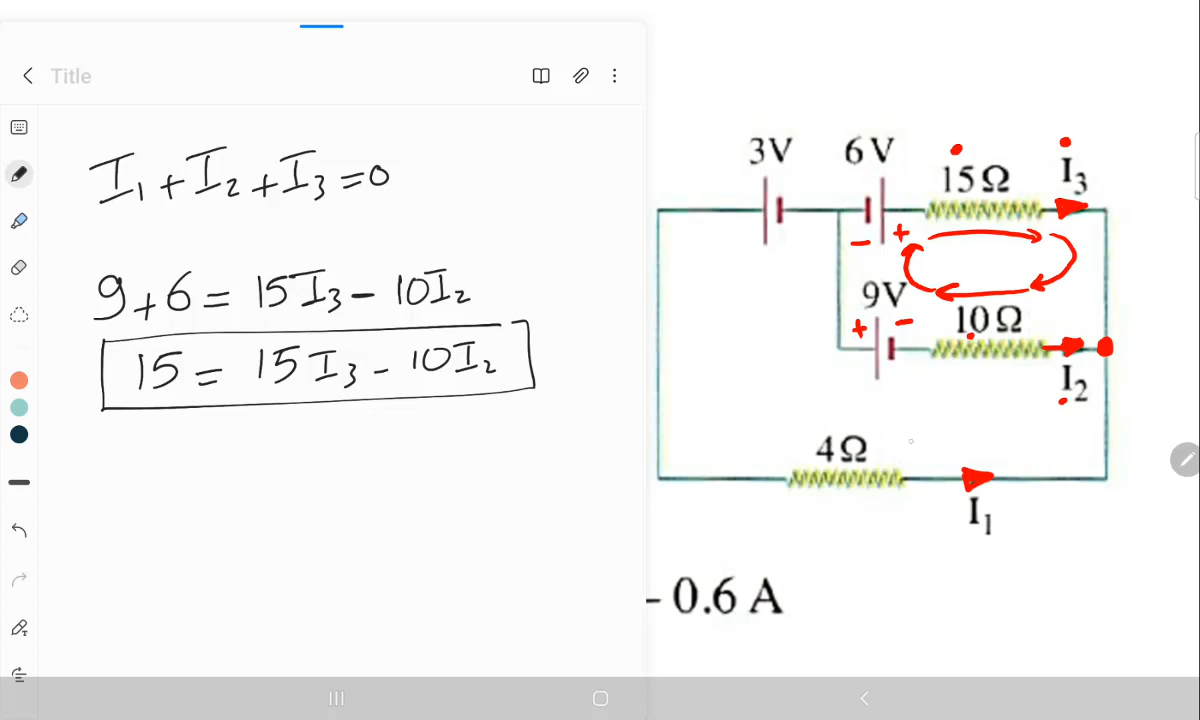 Title
I₁ + I₂ + I₃ = 0
9 + 6 = 15I₃ - 10I₂
15 = 15I₃ - 10I₂
3V 6V 15Ω I₃
- +
9V 10Ω
+ -
I₂
4Ω
I₁
- 0.6 A